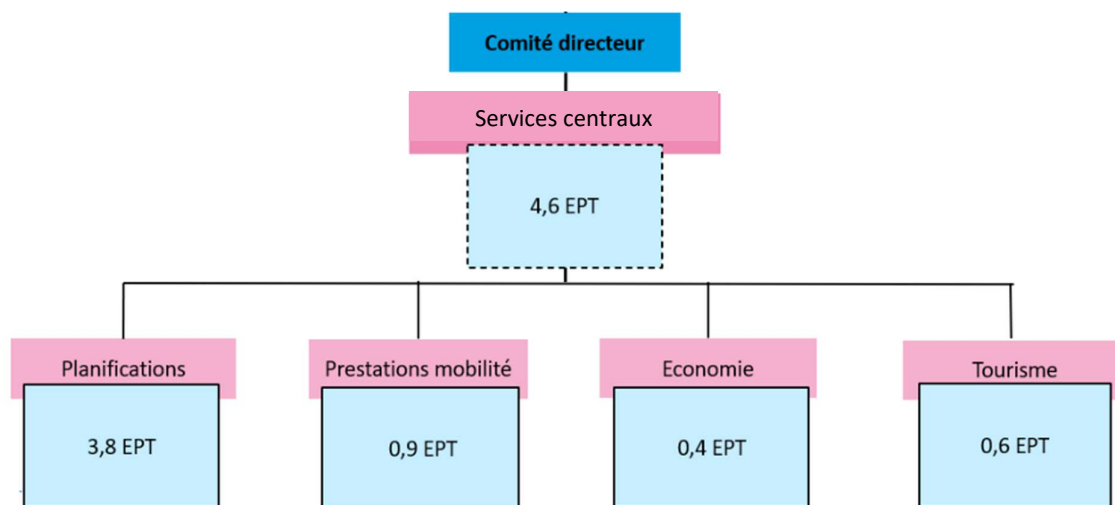 Comité directeur
Services centraux
4,6 EPT
Planifications
Prestations mobilité
Economie
Tourisme
3,8 EPT
0,9 EPT
0,4 EPT
0,6 EPT